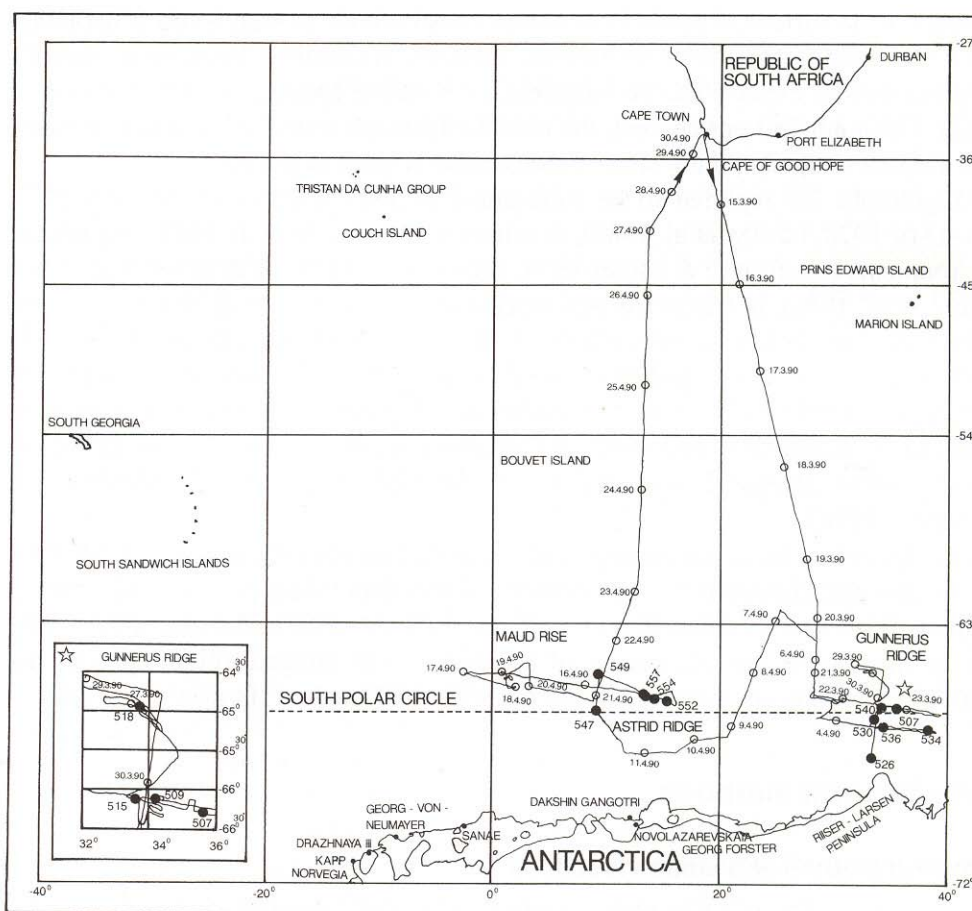 -27
REPUBLIC OF
SOUTH AFRICA
DURBAN
CAPE TOWN
30.4.90
29.4.90
PORT ELIZABETH
-36
CAPE OF GOOD HOPE
TRISTAN DA CUNHA GROUP
28.4.90
15.3.90
COUCH ISLAND
27.4.90
PRINS EDWARD ISLAND
16.3.90
-45
26.4.90
MARION ISLAND
17.3.90
25.4.90
SOUTH GEORGIA
-54
BOUVET ISLAND
18.3.90
24.4.90
SOUTH SANDWICH ISLANDS
19.3.90
23.4.90
7.4.90
20.3.90
-63
MAUD RISE
22.4.90
GUNNERUS
RIDGE
6.4.90
29.3.90
17.4.90
19.4.90
16.4.90
549
557
554
8.4.90
21.3.90
30.3.90
18.4.90
20.4.90
21.4.90
552
22.3.90
23.3.90
SOUTH POLAR CIRCLE
547
ASTRID RIDGE
540
507
9.4.90
4.4.90
530
536
534
10.4.90
11.4.90
526
GUNNERUS RIDGE
30'
-64°
29.3.90
27.3.90
518
-65°
30'
-65°
30.3.90
-66°
515
509
507
30'
-66°
32°
34°
36°
GEORG - VON -
NEUMAYER
DAKSHIN GANGOTRI
RIISER - LARSEN
PENINSULA
SANAE
NOVOLAZAREVSKAIA
DRAZHNAYA iii
GEORG FORSTER
KAPP
NORVEGIA
ANTARCTICA
-72°
-40°
-20°
0°
20°
40°